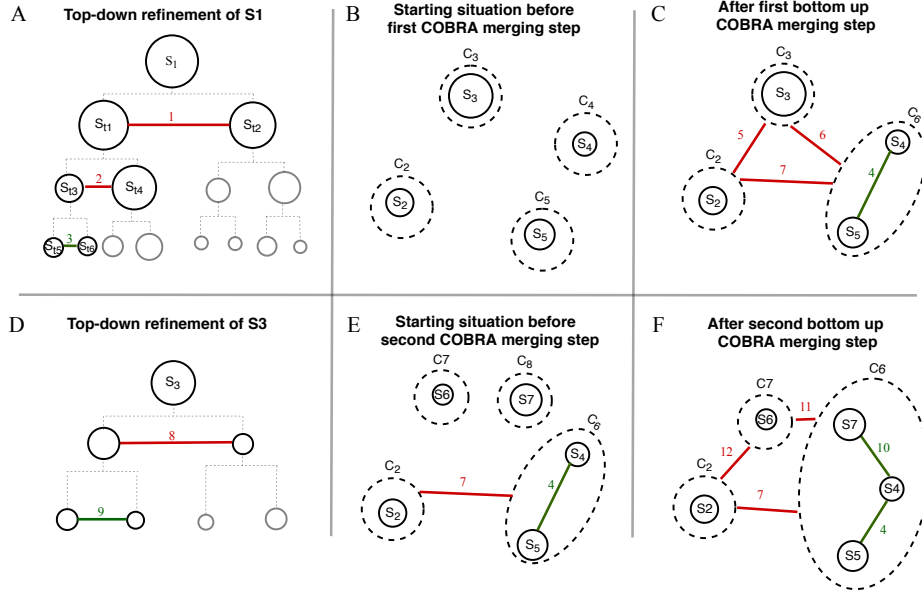 A
Top-down refinement of S1
S1
St1
1
St2
St3
2
St4
St5
3
St6
B
Starting situation before
first COBRA merging step
C3
S3
C4
S4
C2
S2
C5
S5
C
After first bottom up
COBRA merging step
C3
S3
C6
S4
5
6
C2
7
4
S2
S5
D
Top-down refinement of S3
S3
8
9
E
Starting situation before
second COBRA merging step
C7
C8
S6
S7
C6
S4
C2
7
4
S2
S5
F
After second bottom up
COBRA merging step
C6
C7
11
S6
S7
12
10
C2
7
S4
S2
4
S5